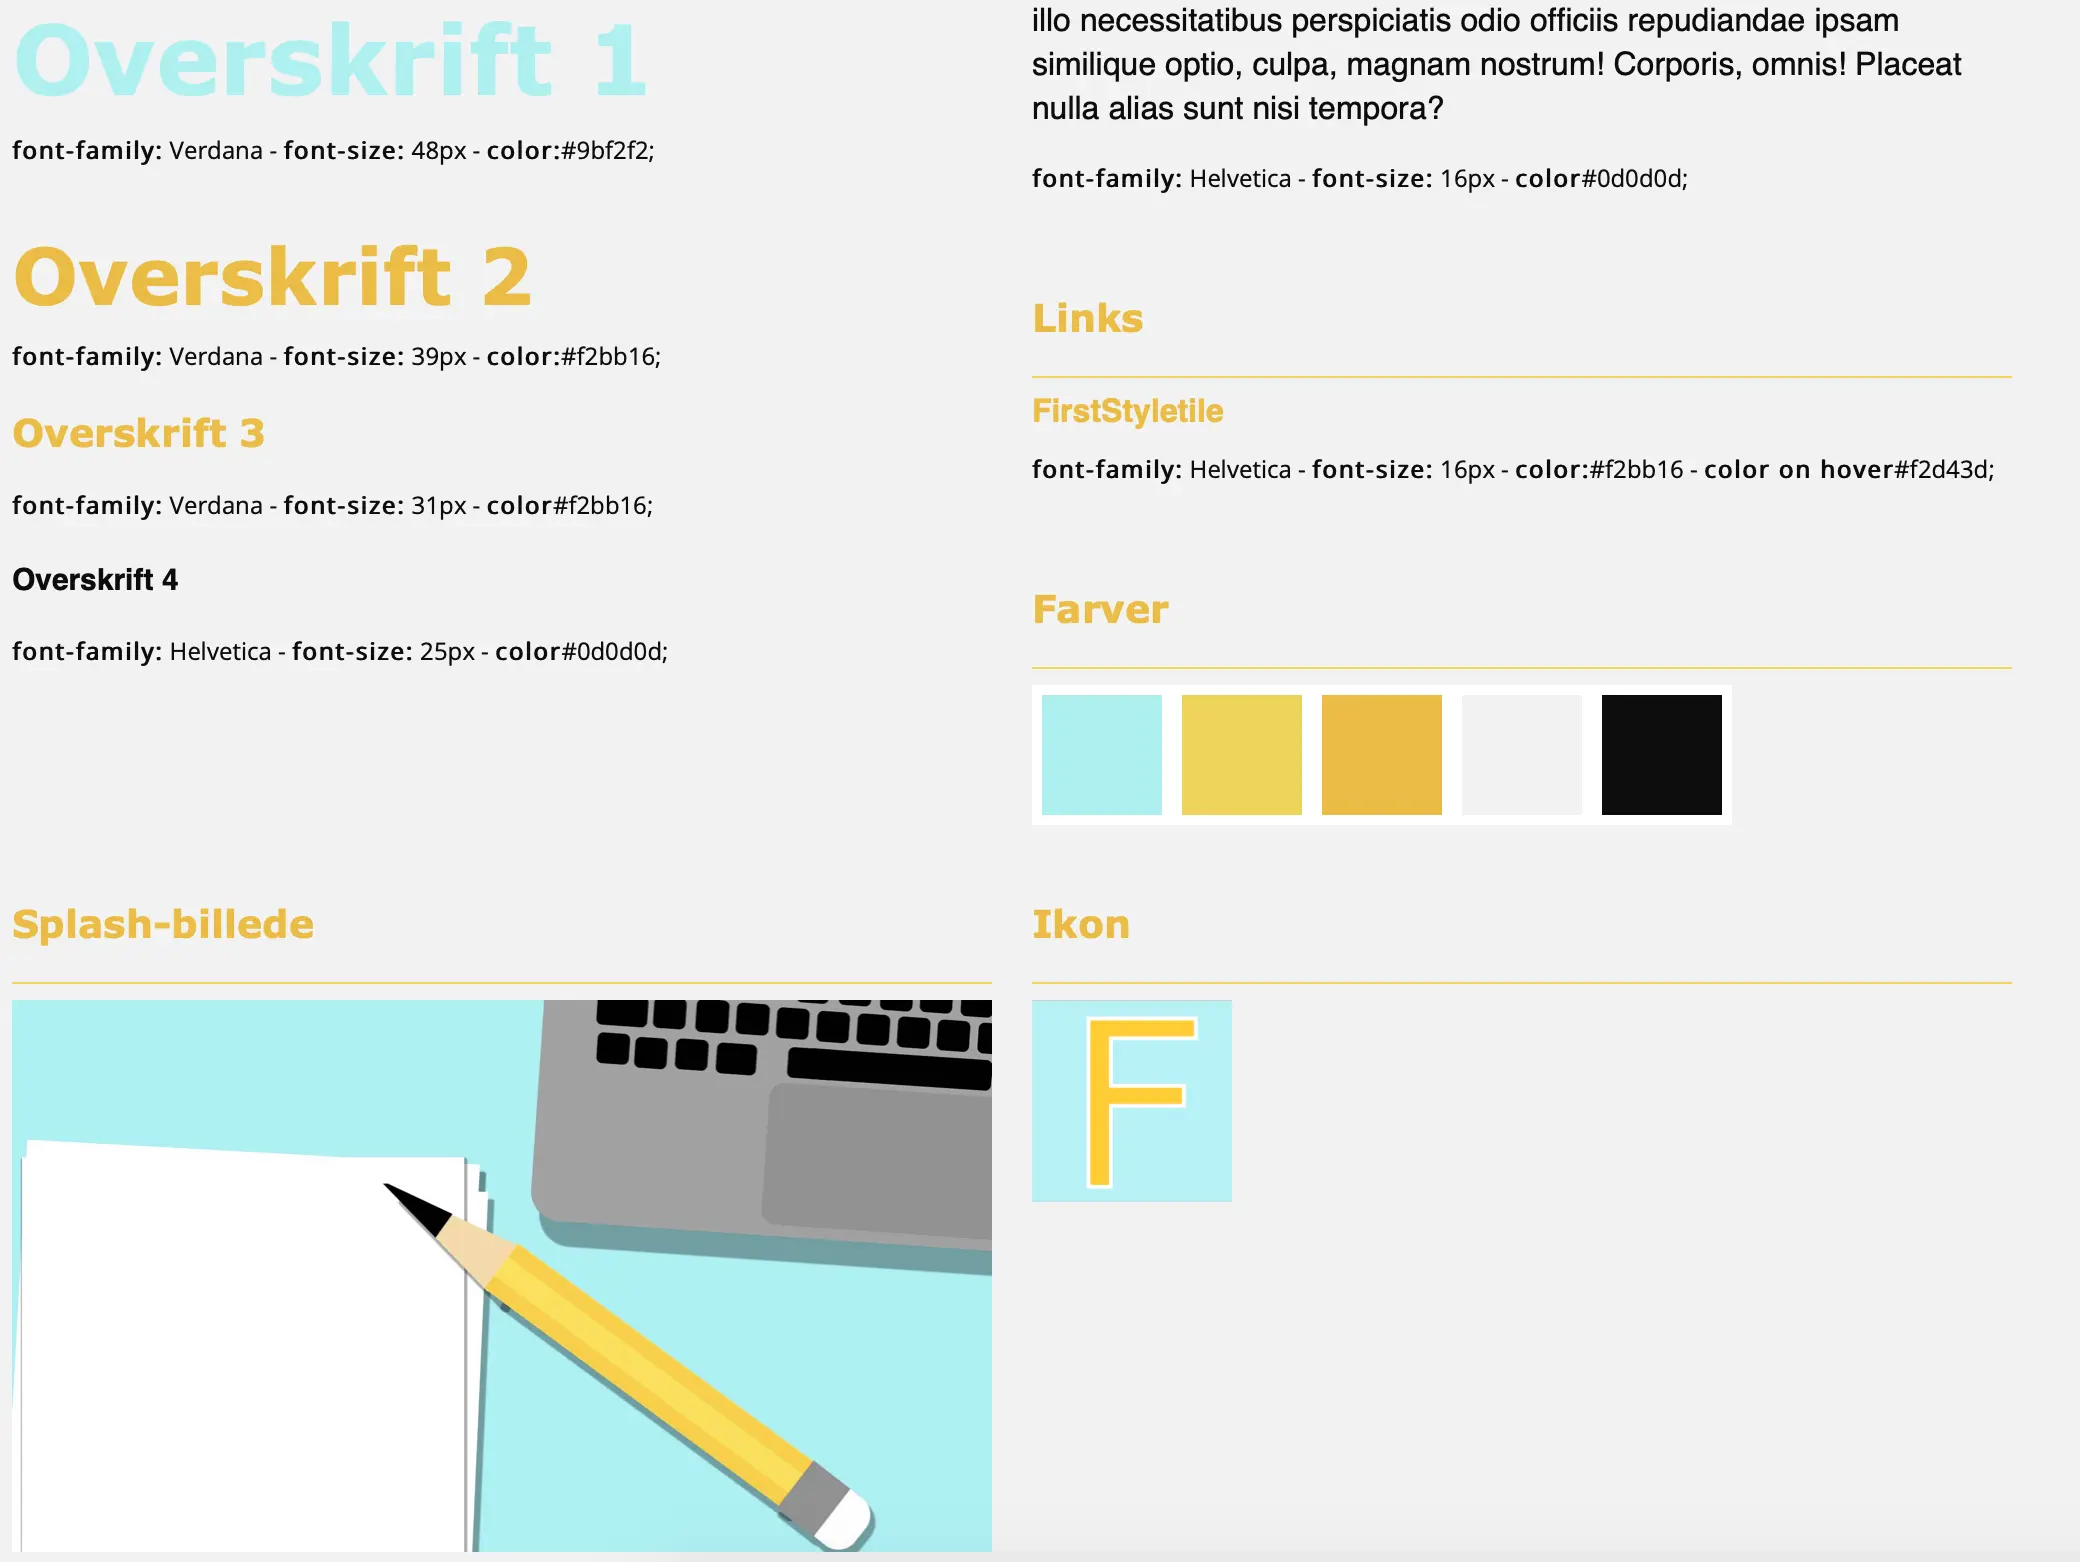 Overskrift 1
font-family: Verdana - font-size: 48px - color:#9bf2f2;
Overskrift 2
font-family: Verdana - font-size: 39px - color:#f2bb16;
Overskrift 3
font-family: Verdana - font-size: 31px - color#f2bb16;
Overskrift 4
font-family: Helvetica - font-size: 25px - color#0d0d0d;
illo necessitatibus perspiciatis odio officiis repudiandae ipsam
similique optio, culpa, magnam nostrum! Corporis, omnis! Placeat
nulla alias sunt nisi tempora?
font-family: Helvetica - font-size: 16px - color#0d0d0d;
Links
FirstStyletile
font-family: Helvetica - font-size: 16px - color:#f2bb16 - color on hover#f2d43d;
Farver
Splash-billede
Ikon
F